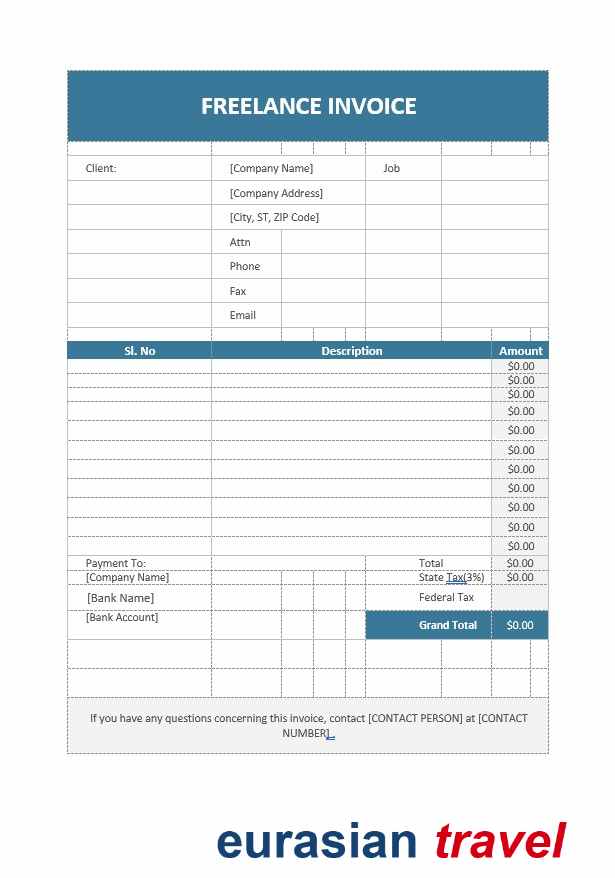 FREELANCE INVOICE
Client: [Company Name] Job
[Company Address]
[City, ST, ZIP Code]
Attn
Phone
Fax
Email
Sl. No Description Amount
$0.00
$0.00
$0.00
$0.00
$0.00
$0.00
$0.00
$0.00
$0.00
$0.00
$0.00
Payment To: Total $0.00
[Company Name] State Tax(3%) $0.00
[Bank Name] Federal Tax
[Bank Account] Grand Total $0.00
If you have any questions concerning this invoice, contact [CONTACT PERSON] at [CONTACT
NUMBER].
eurasian travel